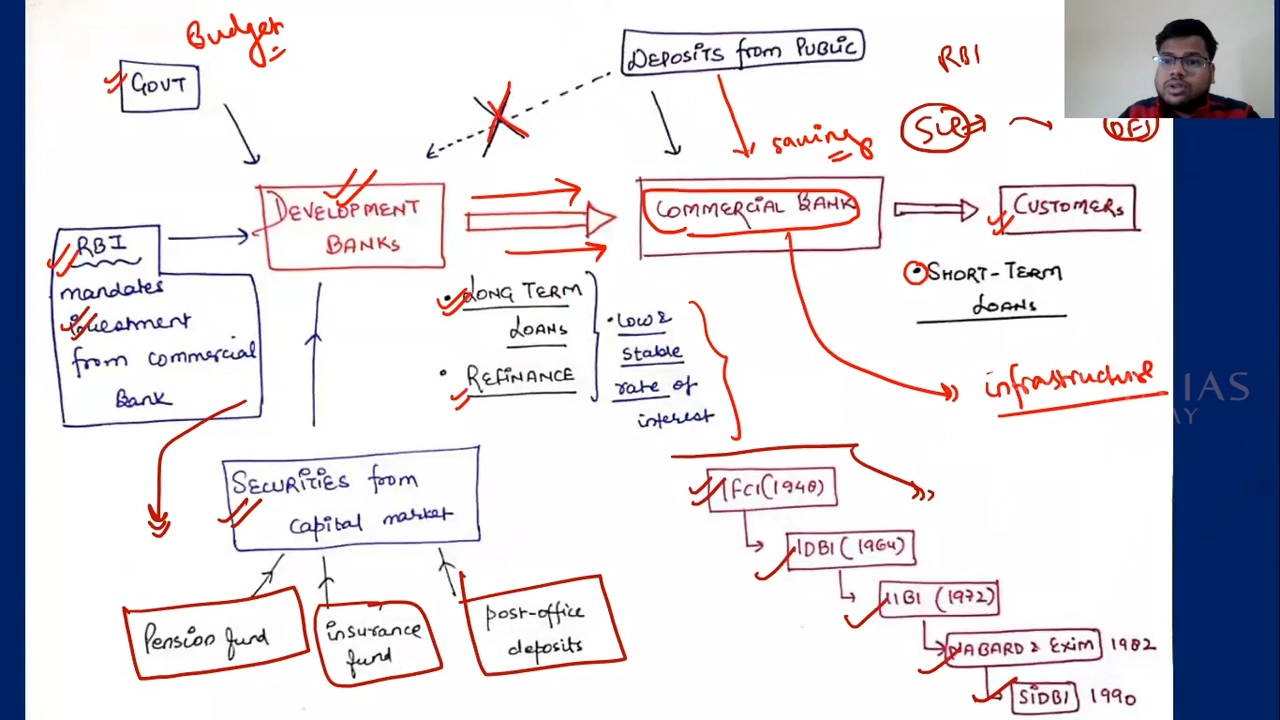 Budget
GOVT
DEPOSITS from PUBLIC
RBI
SLR
DFI
saving
DEVELOPMENT
BANKS
COMMERCIAL BANK
CUSTOMERS
RBI
mandates
investment
from commercial
Bank
• LONG TERM
LOANS
• REFINANCE
• LOW &
stable
rate of
interest
• SHORT-TERM
LOANS
infrastructure
IAS
SECURITIES from
capital market
IFCI (1948)
IDBI (1964)
IIBI (1972)
NABARD & EXIM 1982
SIDBI 1990
Pension fund
insurance
fund
post-office
deposits